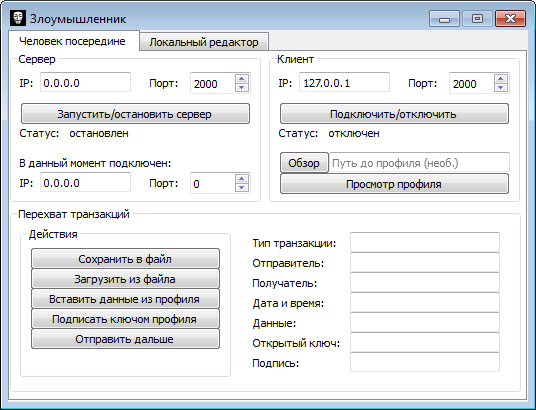 Злоумышленник
Человек посередине
Локальный редактор
Сервер
IP: 0.0.0.0 Порт: 2000
Запустить/остановить сервер
Статус: остановлен
В данный момент подключен:
IP: 0.0.0.0 Порт: 0
Клиент
IP: 127.0.0.1 Порт: 2000
Подключить/отключить
Статус: отключен
Обзор Путь до профиля (необ.)
Просмотр профиля
Перехват транзакций
Действия
Сохранить в файл
Загрузить из файла
Вставить данные из профиля
Подписать ключом профиля
Отправить дальше
Тип транзакции:
Отправитель:
Получатель:
Дата и время:
Данные:
Открытый ключ:
Подпись: